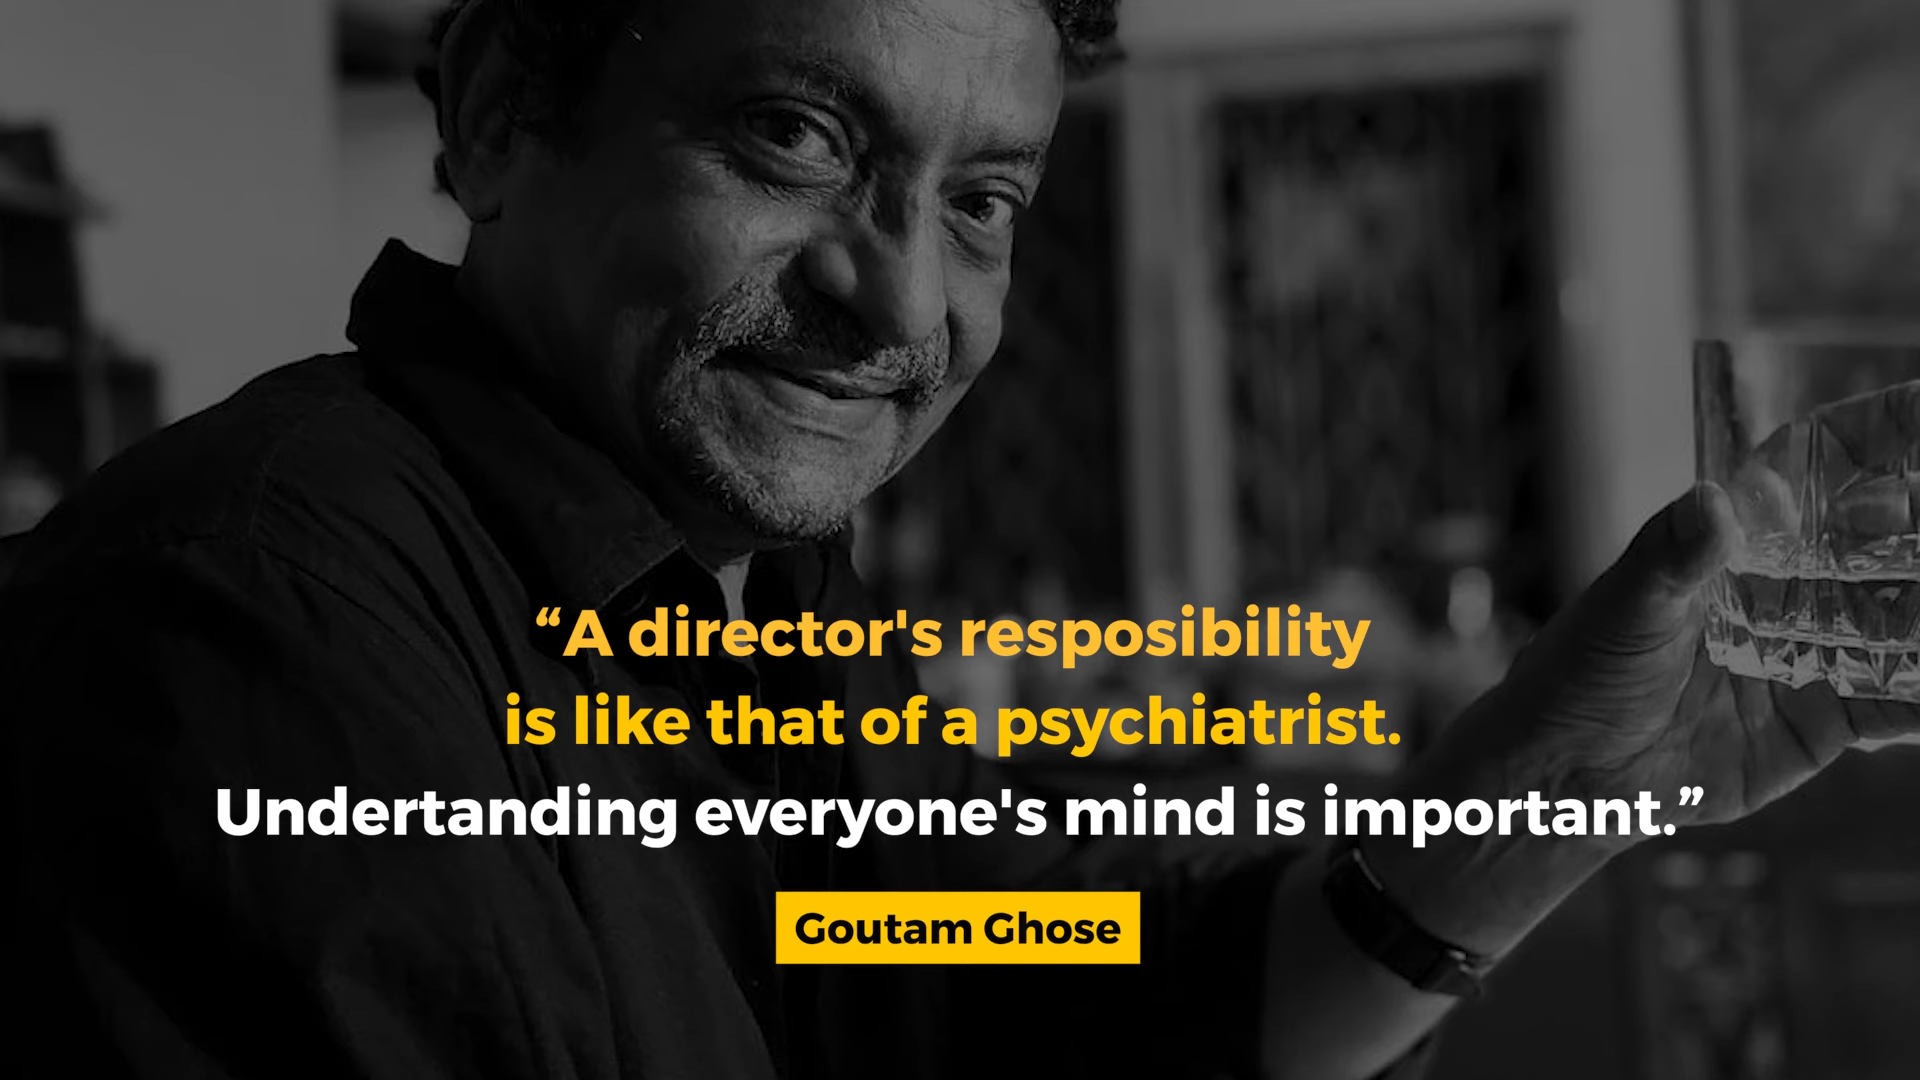 “A director's resposibility
is like that of a psychiatrist.
Undertanding everyone's mind is important.”
Goutam Ghose